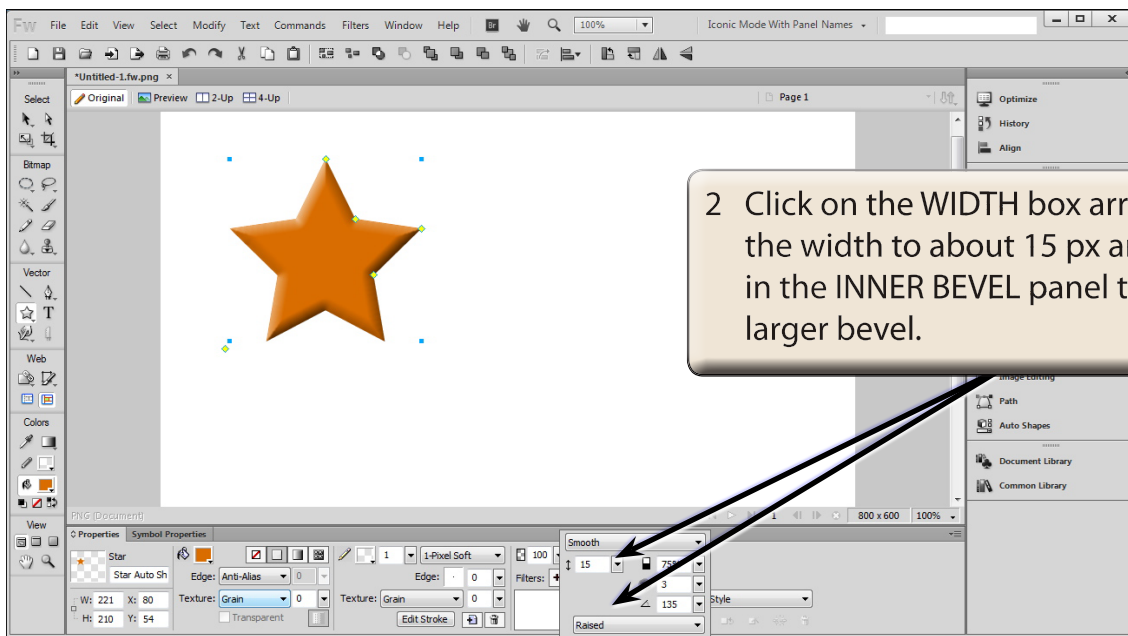 Fw File Edit View Select Modify Text Commands Filters Window Help Br 100% Iconic Mode With Panel Names
*Untitled-1.fw.png ×
Original Preview 2-Up 4-Up Page 1
Select
Bitmap
Vector
Web
Colors
View
Optimize
History
Align
2 Click on the WIDTH box
the width to about 15 px
in the INNER BEVEL panel
larger bevel.
Image Editing
Path
Auto Shapes
Document Library
Common Library
PNG (Document) 1 800 x 600 100%
Properties Symbol Properties
Star
Star Auto Sh
W: 221 X: 80
H: 210 Y: 54
Edge: Anti-Alias 0
Texture: Grain 0
Transparent
1 1-Pixel Soft
Edge: 0
Texture: Grain 0
Edit Stroke
100
Filters:
Smooth
15
3
135
Raised
Style